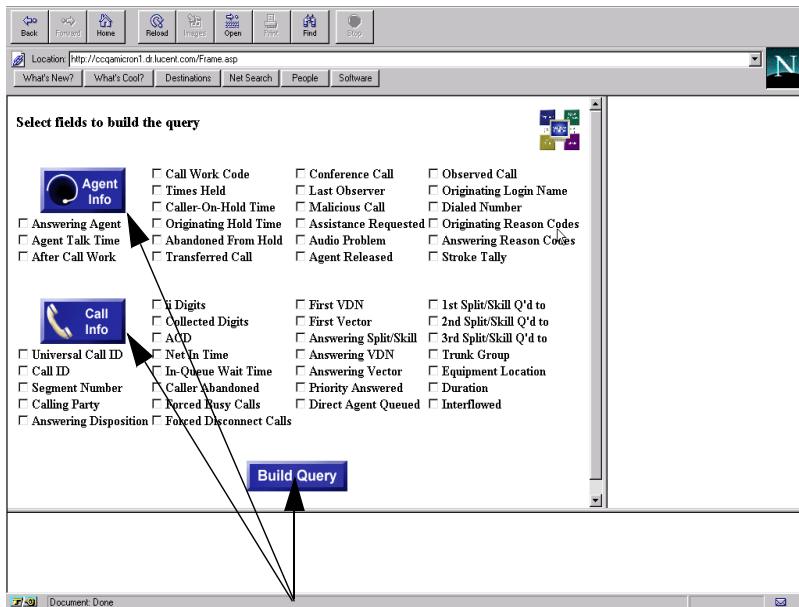 Back Forward Home Reload Images Open Print Find Stop
Location: http://ccqamicron1.dr.lucent.com/Frame.asp
N
What's New? What's Cool? Destinations Net Search People Software
Select fields to build the query
Agent Info
Call Work Code Conference Call Observed Call
Times Held Last Observer Originating Login Name
Caller-On-Hold Time Malicious Call Dialed Number
Answering Agent Originating Hold Time Assistance Requested Originating Reason Codes
Agent Talk Time Abandoned From Hold Audio Problem Answering Reason Codes
After Call Work Transferred Call Agent Released Stroke Tally
Call Info
ii Digits First VDN 1st Split/Skill Q'd to
Collected Digits First Vector 2nd Split/Skill Q'd to
ACD Answering Split/Skill 3rd Split/Skill Q'd to
Universal Call ID Net In Time Answering VDN Trunk Group
Call ID In-Queue Wait Time Answering Vector Equipment Location
Segment Number Caller Abandoned Priority Answered Duration
Calling Party Forced Busy Calls Direct Agent Queued Interflowed
Answering Disposition Forced Disconnect Calls
Build Query
Document: Done